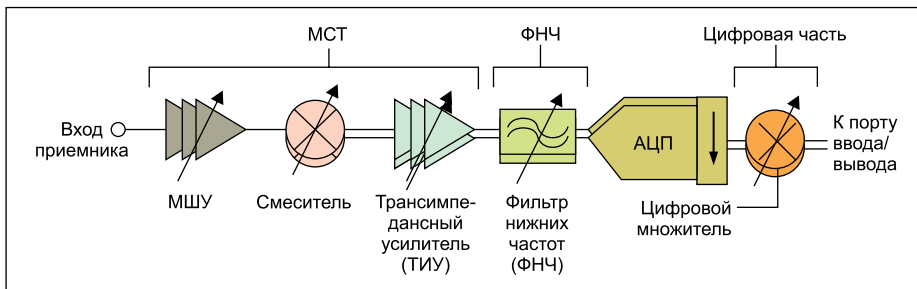 МСТ
ФНЧ
Цифровая часть
Вход
приемника
АЦП
К порту
ввода/
вывода
МШУ
Смеситель
Трансимпе-
дансный
усилитель
(ТИУ)
Фильтр
нижних
частот
(ФНЧ)
Цифровой
множитель